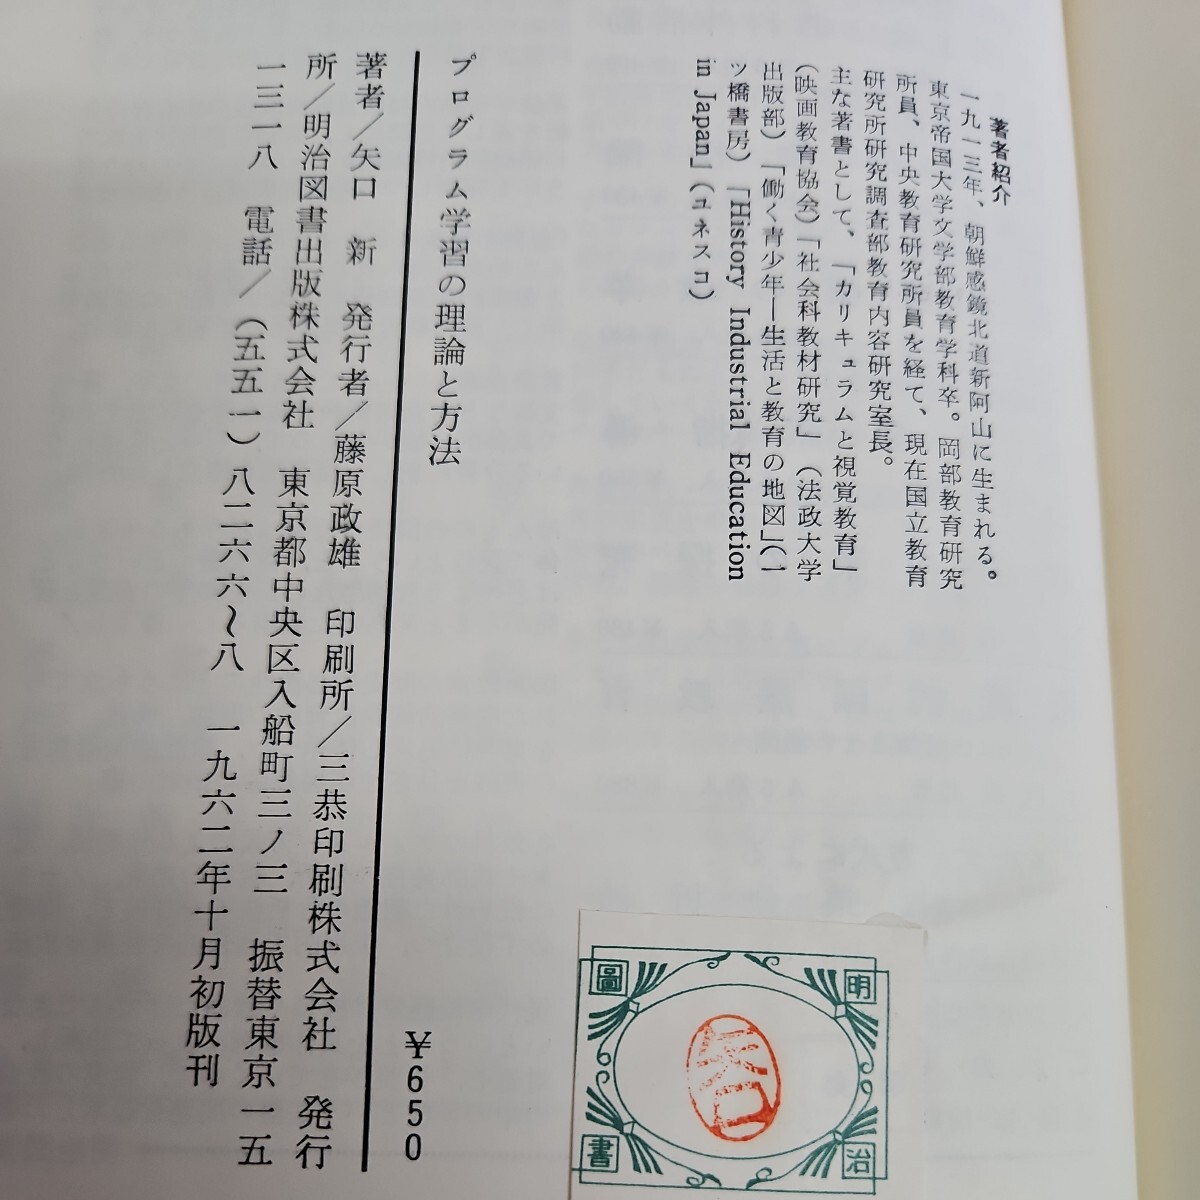 著者紹介
一九一三年、朝鮮感鏡北道新阿山に生まれる。
東京帝国大学文学部教育学科卒。岡部教育研究
所員、中央教育研究所員を経て、現在国立教育
研究所研究調査部教育内容研究室長。
主な著書として、「カリキュラムと視覚教育」
(映画教育協会)「社会科教材研究」(法政大学
出版部)「働く青少年―生活と教育の地図」(一
ッ橋書房)「History Industrial Education
in Japan」(ユネスコ)
プログラム学習の理論と方法
¥650
著者/矢口 新 発行者/藤原政雄 印刷所/三恭印刷株式会社 発行
所/明治図書出版株式会社 東京都中央区入船町三ノ三 振替東京一五
一三一八 電話/(五五一)八二六六~八 一九六二年十月初版刊
明治
圖書
矢口